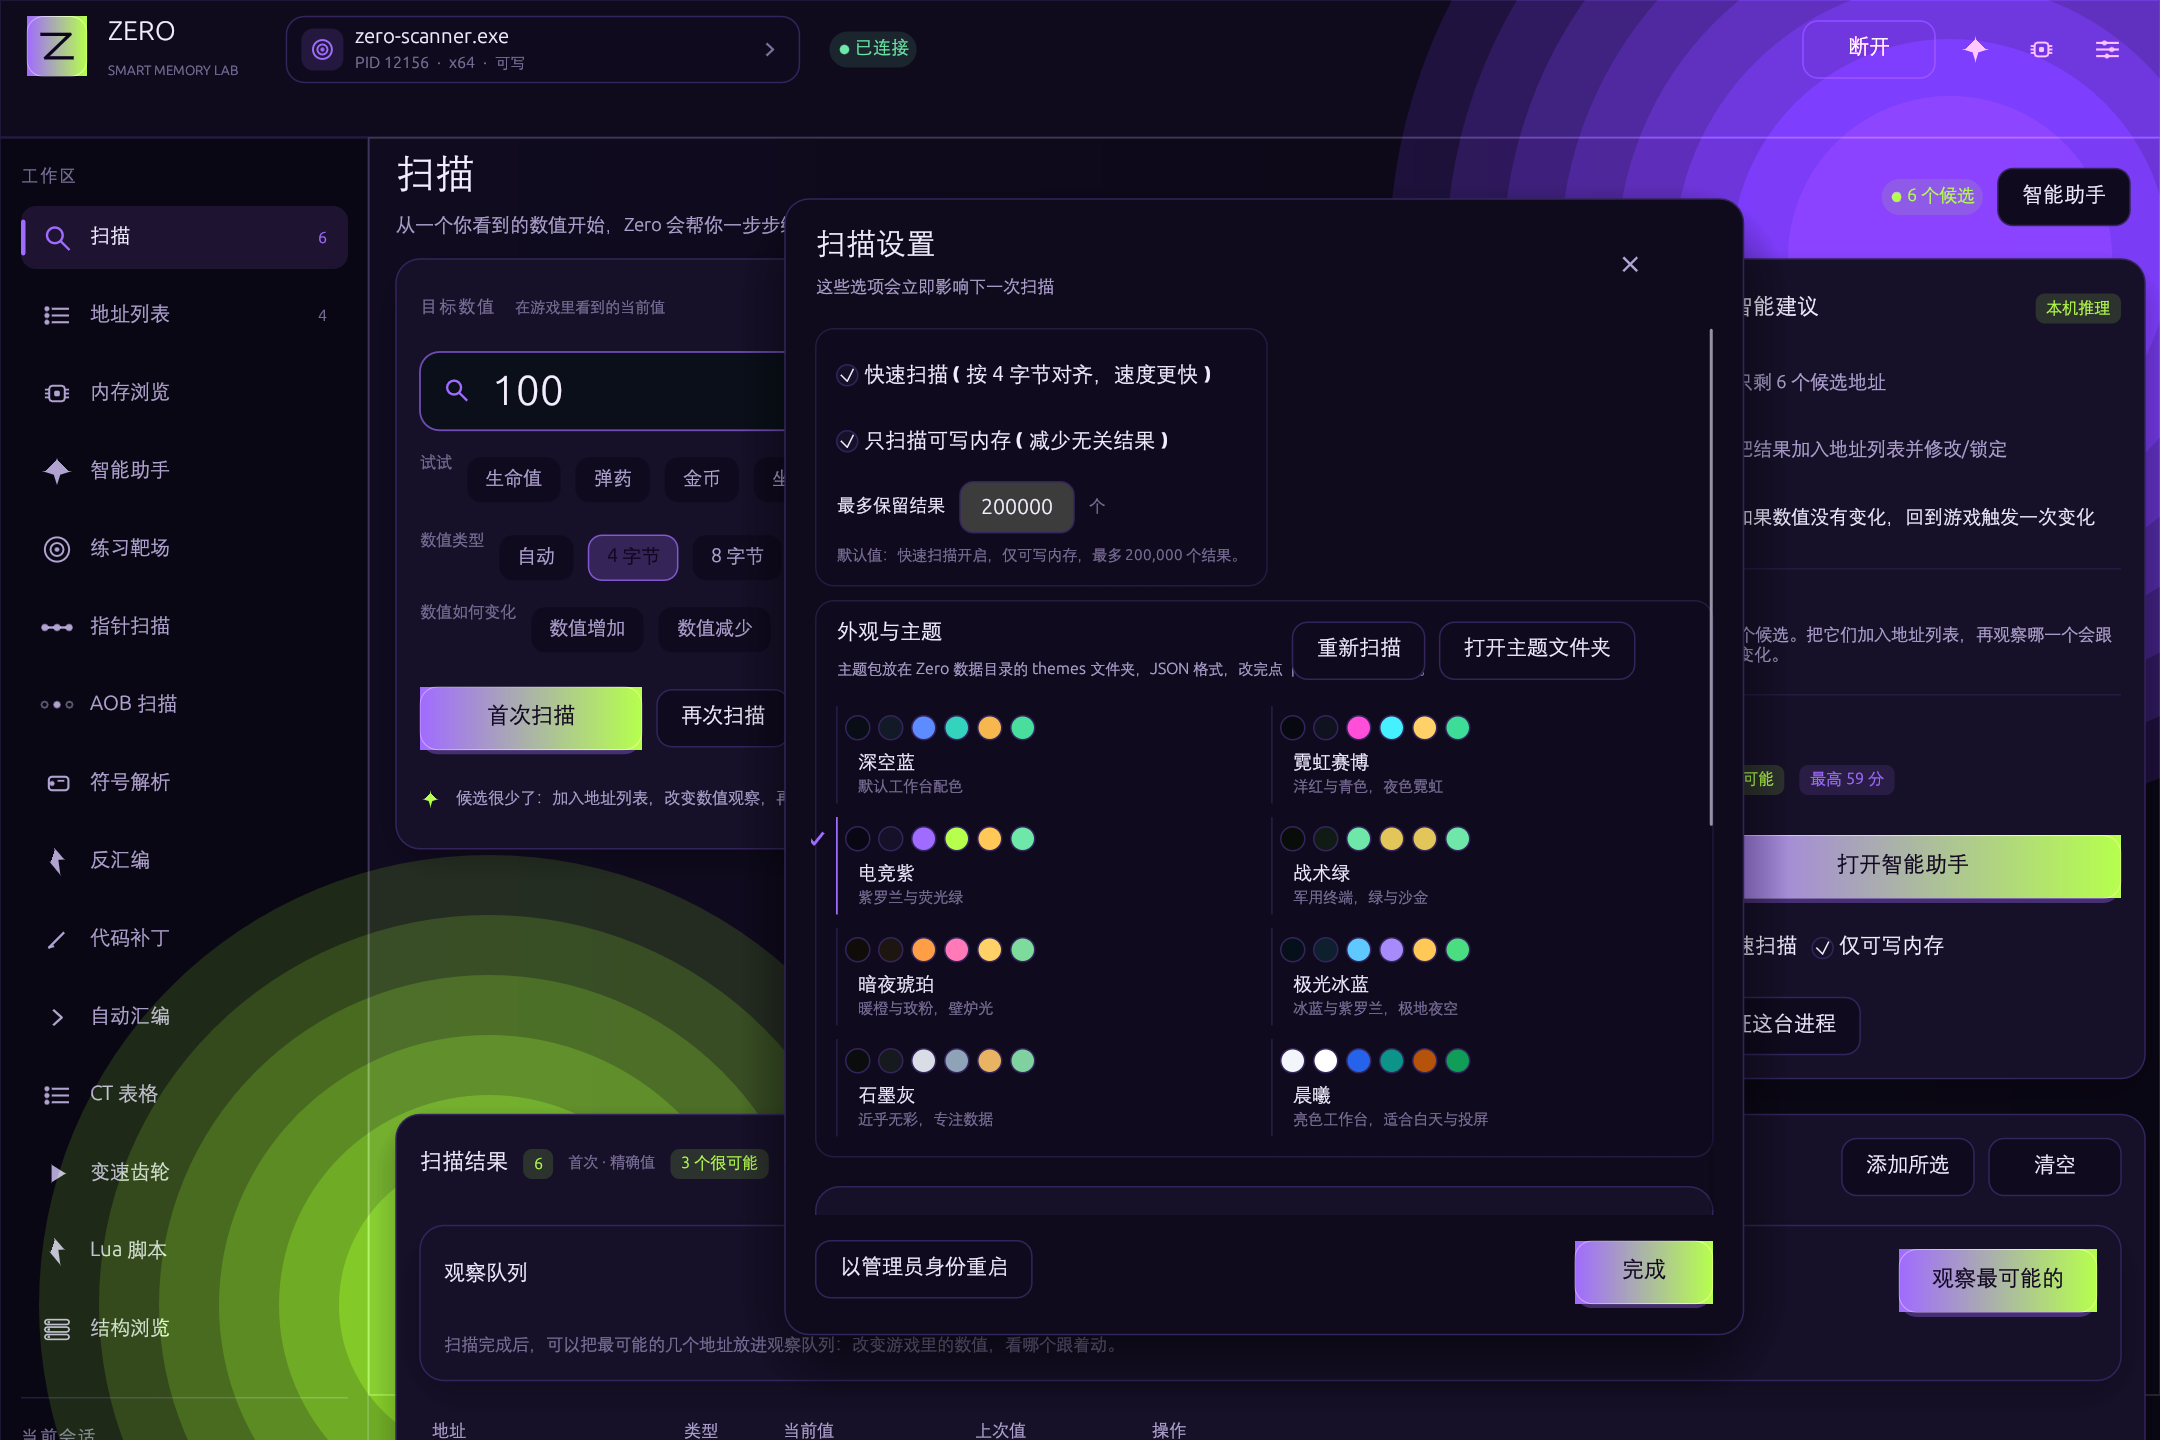 ZERO
SMART MEMORY LAB
zero-scanner.exe
PID 12156 · x64 · 可写
已连接
断开
工作区
扫描 6
地址列表 4
内存浏览
智能助手
练习靶场
指针扫描
AOB 扫描
符号解析
反汇编
代码补丁
自动汇编
CT 表格
变速齿轮
Lua 脚本
结构浏览
当前会话
扫描
从一个你看到的数值开始，Zero 会帮你一步步
6 个候选
智能助手
目标数值 在游戏里看到的当前值
100
试试 生命值 弹药 金币
数值类型 自动 4 字节 8 字节
数值如何变化 数值增加 数值减少
首次扫描 再次扫描
候选很少了：加入地址列表，改变数值观察，
扫描设置
这些选项会立即影响下一次扫描
快速扫描 ( 按 4 字节对齐，速度更快 )
只扫描可写内存 ( 减少无关结果 )
最多保留结果 200000 个
默认值：快速扫描开启，仅可写内存，最多 200,000 个结果。
外观与主题
主题包放在 Zero 数据目录的 themes 文件夹，JSON 格式，改完点
重新扫描 打开主题文件夹
深空蓝
默认工作台配色
霓虹赛博
洋红与青色，夜色霓虹
电竞紫
紫罗兰与荧光绿
战术绿
军用终端，绿与沙金
暗夜琥珀
暖橙与玫粉，壁炉光
极光冰蓝
冰蓝与紫罗兰，极地夜空
石墨灰
近乎无彩，专注数据
晨曦
亮色工作台，适合白天与投屏
以管理员身份重启
完成
智能建议 本机推理
只剩 6 个候选地址
把结果加入地址列表并修改/锁定
如果数值没有变化，回到游戏触发一次变化
个候选。把它们加入地址列表，再观察哪一个会跟
变化。
可能 最高 59 分
打开智能助手
速扫描 仅可写内存
这台进程
扫描结果 6 首次 · 精确值 3 个很可能
添加所选 清空
观察队列
观察最可能的
扫描完成后，可以把最可能的几个地址放进观察队列：改变游戏里的数值，看哪个跟着动。
地址 类型 当前值 上次值 操作